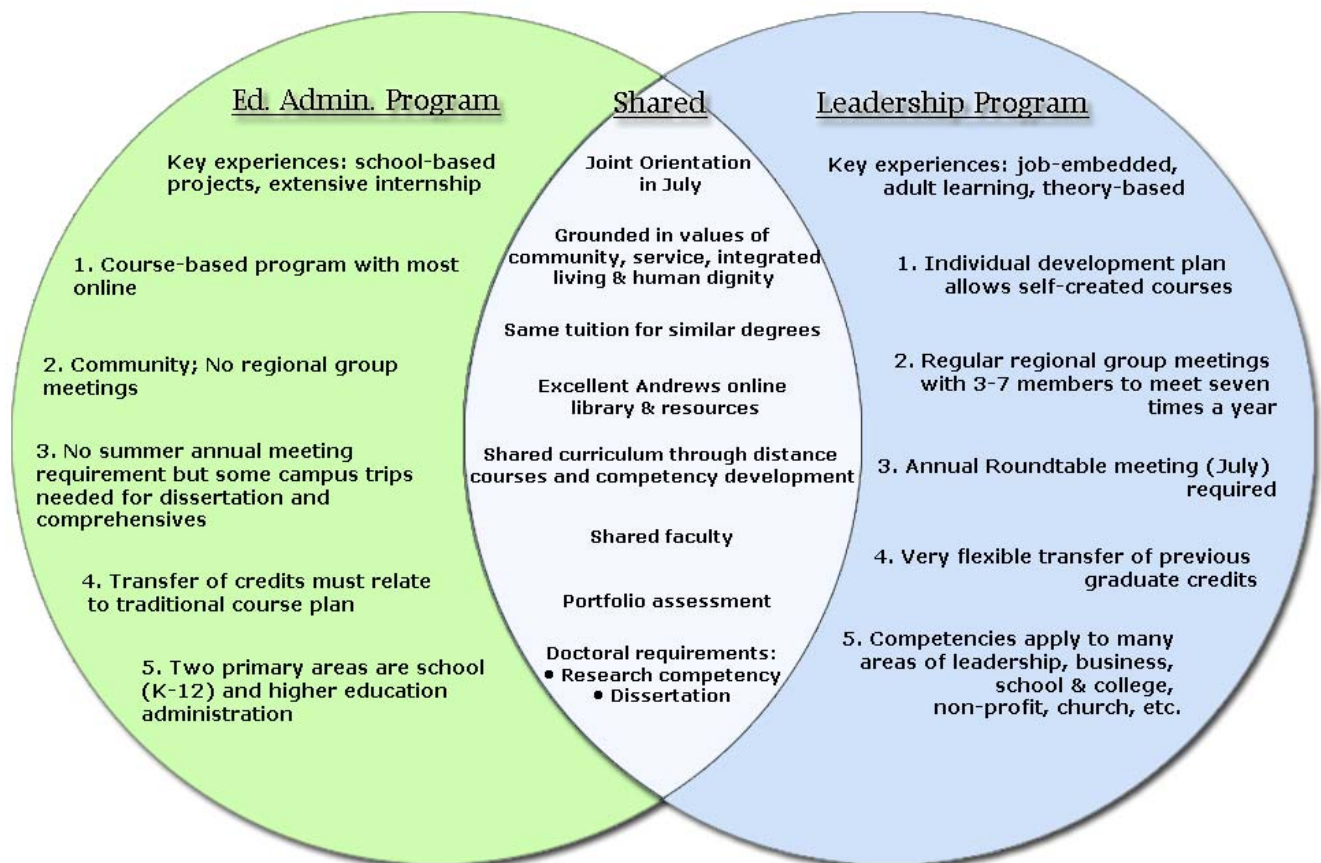 Ed. Admin. Program
Key experiences: school-based
projects, extensive internship
1. Course-based program with most
online
2. Community; No regional group
meetings
3. No summer annual meeting
requirement but some campus trips
needed for dissertation and
comprehensives
4. Transfer of credits must relate
to traditional course plan
5. Two primary areas are school
(K-12) and higher education
administration
Shared
Joint Orientation
in July
Grounded in values of
community, service, integrated
living & human dignity
Same tuition for similar degrees
Excellent Andrews online
library & resources
Shared curriculum through distance
courses and competency development
Shared faculty
Portfolio assessment
Doctoral requirements:
• Research competency
• Dissertation
Leadership Program
Key experiences: job-embedded,
adult learning, theory-based
1. Individual development plan
allows self-created courses
2. Regular regional group meetings
with 3-7 members to meet seven
times a year
3. Annual Roundtable meeting (July)
required
4. Very flexible transfer of previous
graduate credits
5. Competencies apply to many
areas of leadership, business,
school & college,
non-profit, church, etc.